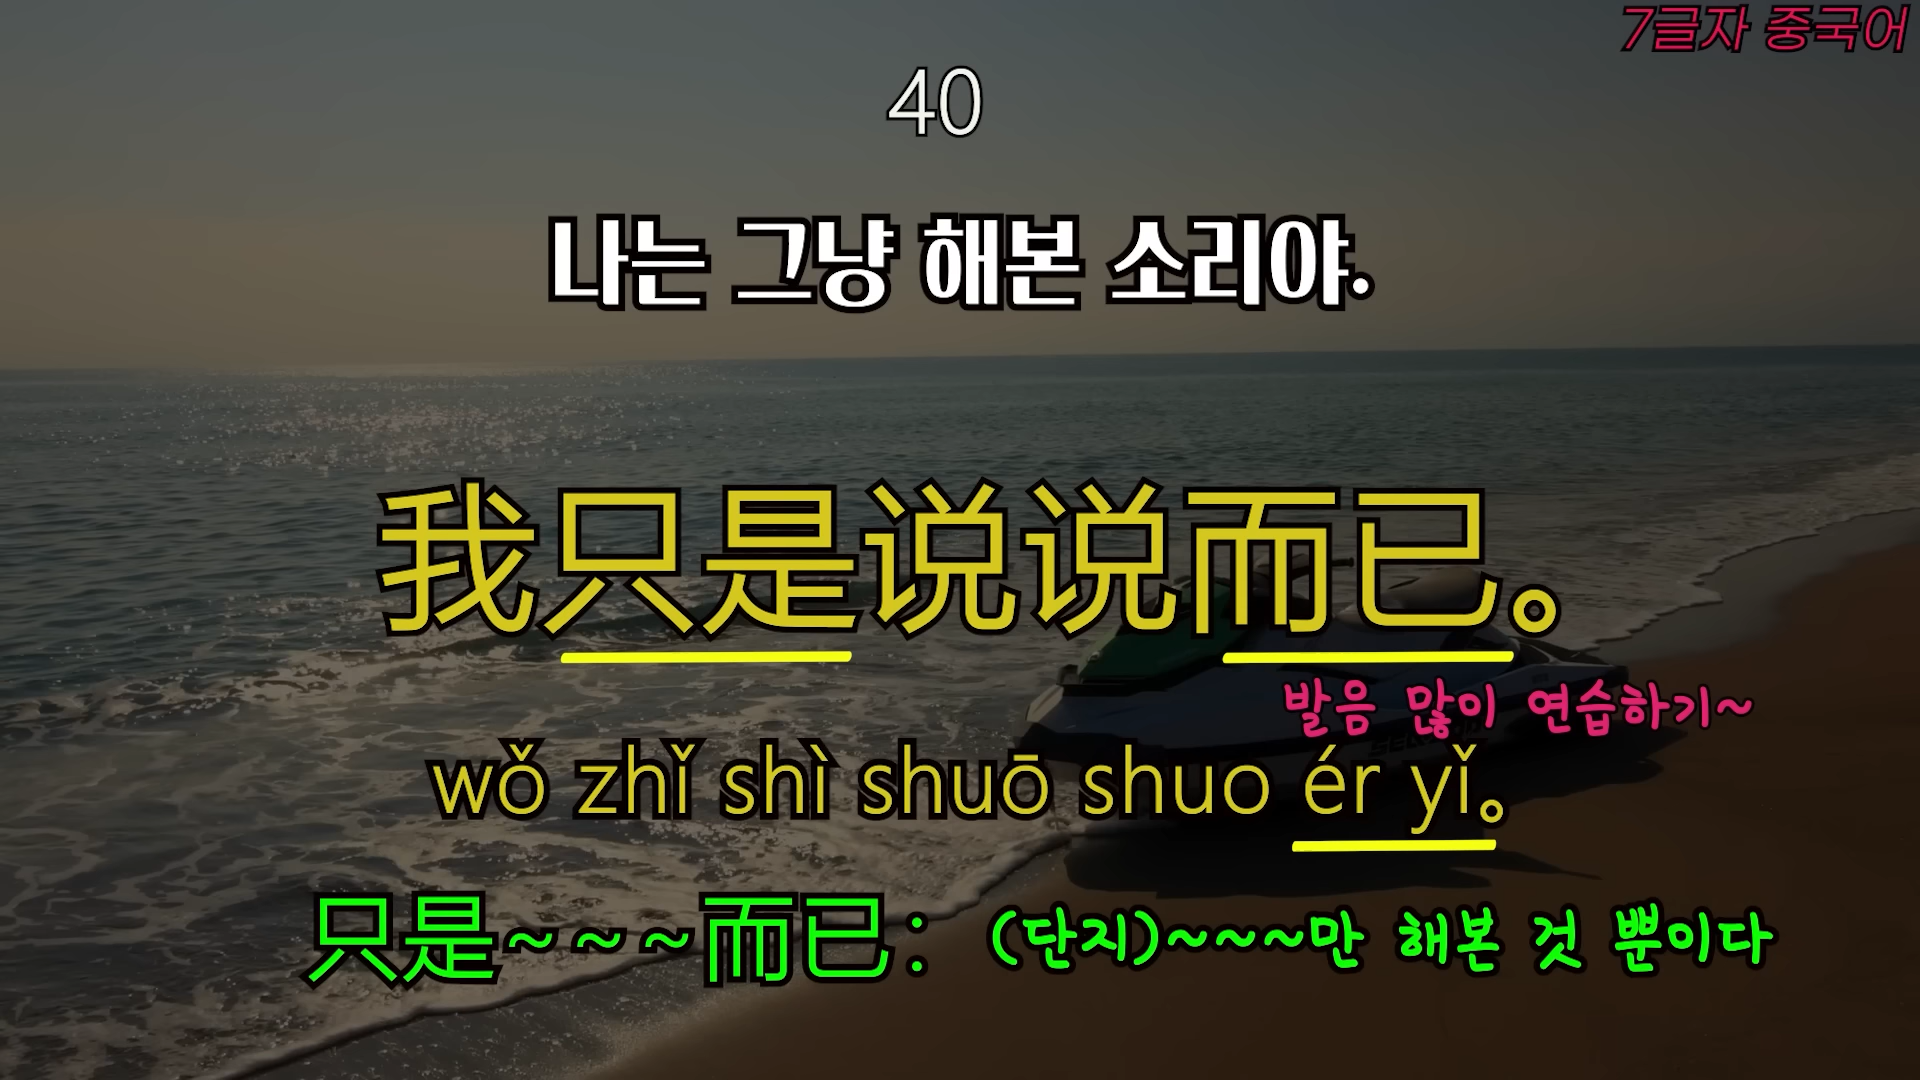 7글자 중국어
40
나는 그냥 해본 소리야.
我只是说说而已。
발음 많이 연습하기~
wǒ zhǐ shì shuō shuo ér yǐ。
只是~~~而已：(단지)~~~만 해본 것 뿐이다